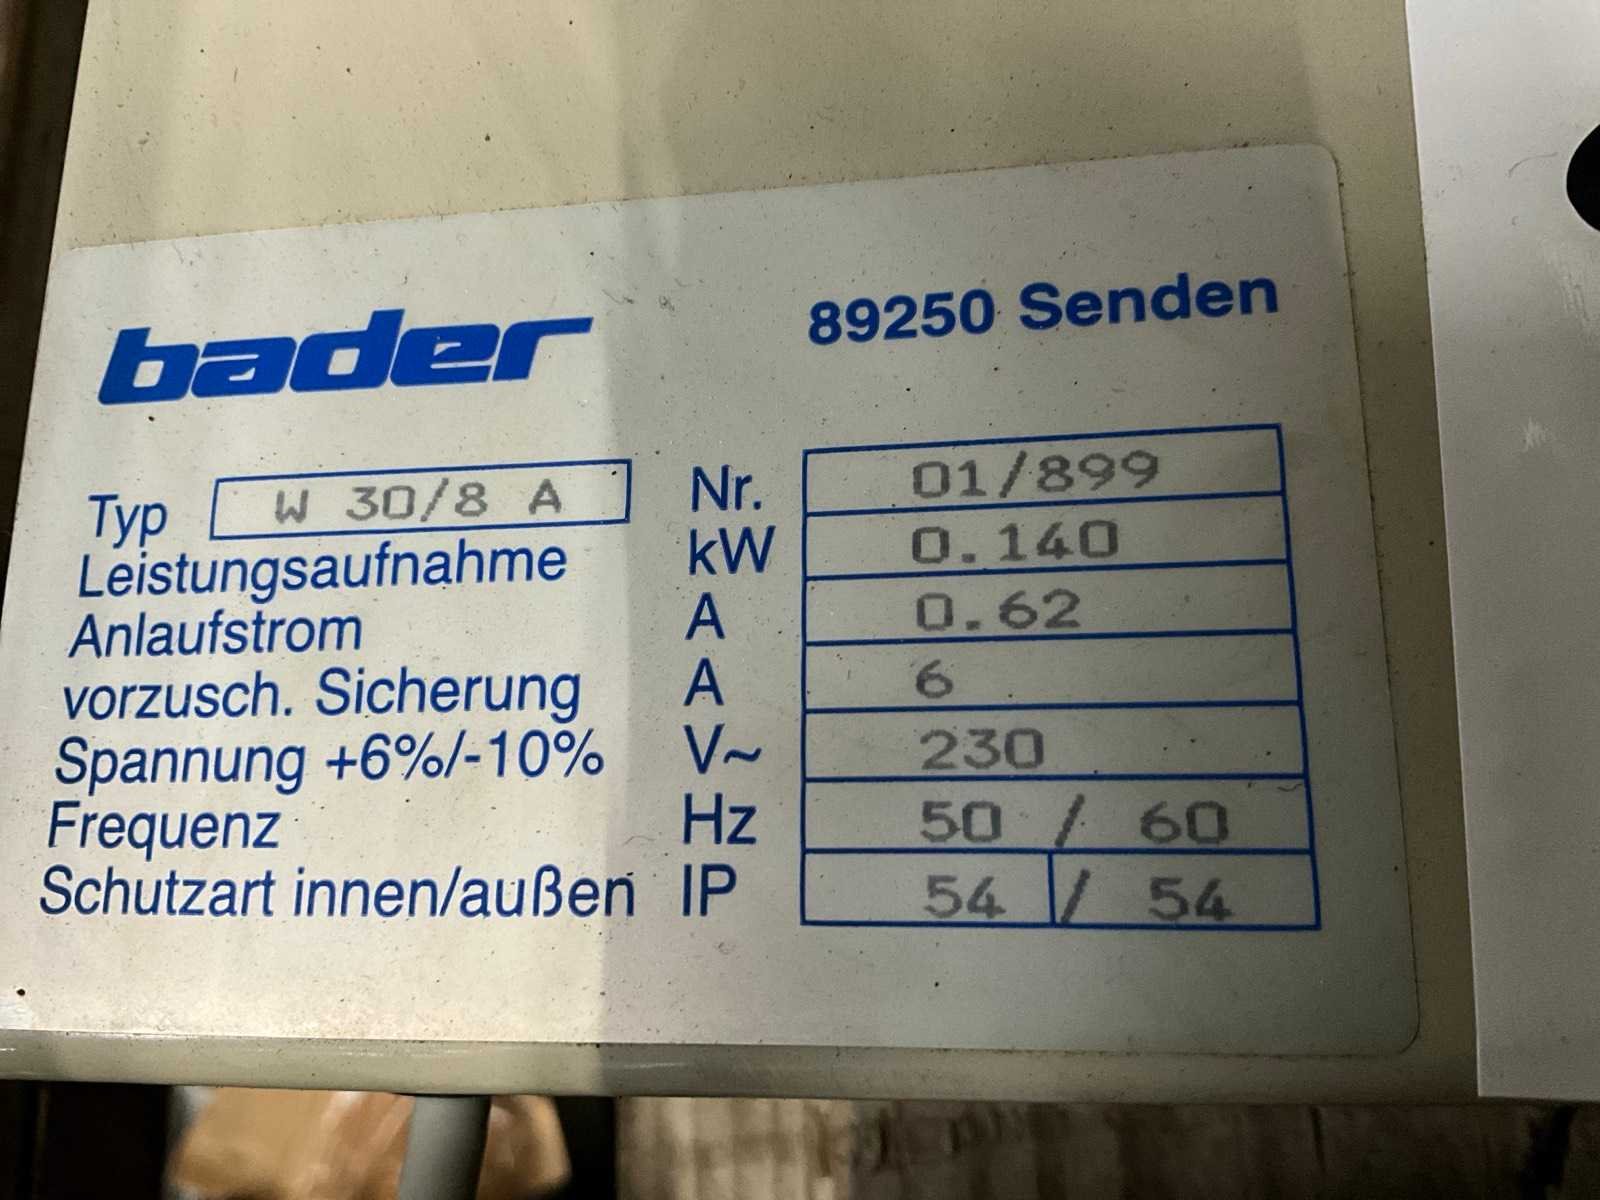 bader 89250 Senden
Typ W 30/8 A Nr. 01/899
Leistungsaufnahme kW 0.140
Anlaufstrom A 0.62
vorzusch. Sicherung A 6
Spannung +6%/-10% V~ 230
Frequenz Hz 50 / 60
Schutzart innen/außen IP 54 / 54